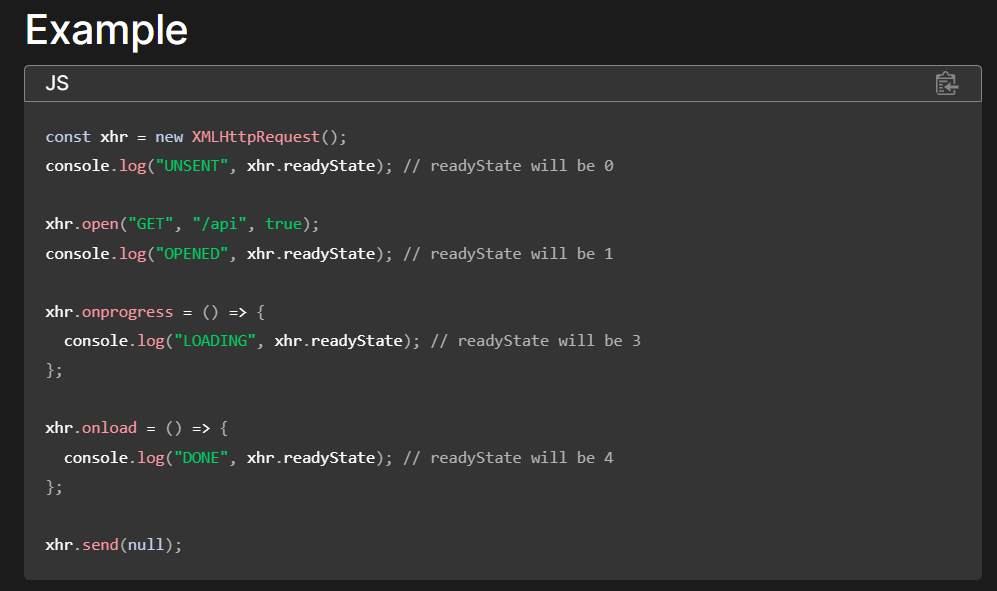 Example
JS
const xhr = new XMLHttpRequest();
console.log("UNSENT", xhr.readyState); // readyState will be 0
xhr.open("GET", "/api", true);
console.log("OPENED", xhr.readyState); // readyState will be 1
xhr.onprogress = () => {
  console.log("LOADING", xhr.readyState); // readyState will be 3
};
xhr.onload = () => {
  console.log("DONE", xhr.readyState); // readyState will be 4
};
xhr.send(null);